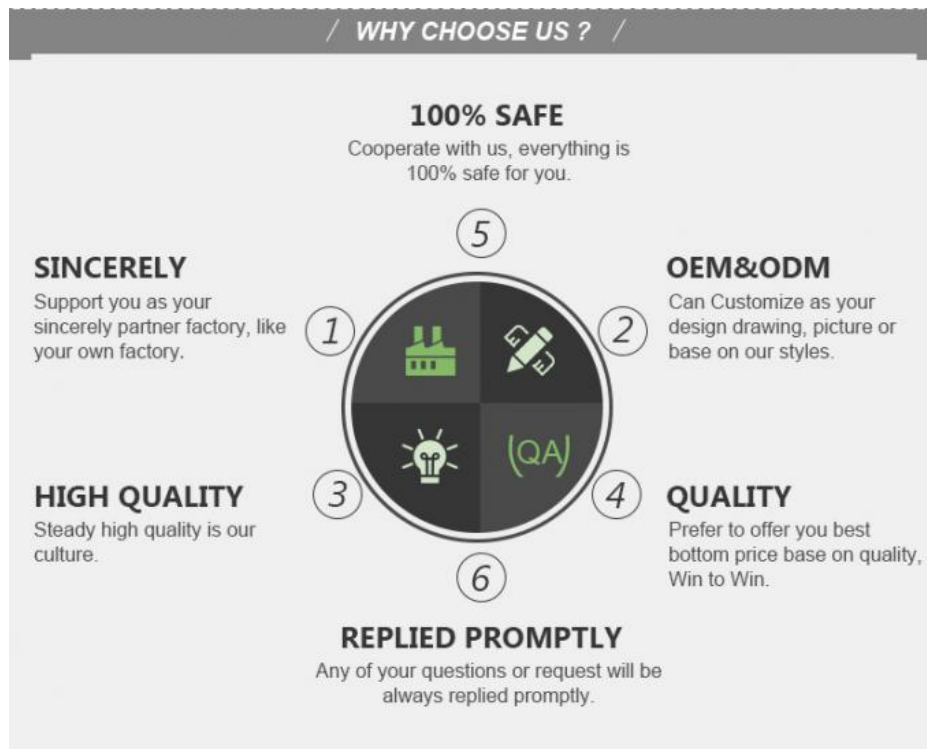 / WHY CHOOSE US ? /
100% SAFE
Cooperate with us, everything is
100% safe for you.
5
SINCERELY
Support you as your
sincerely partner factory, like
your own factory.
1
2
OEM&ODM
Can Customize as your
design drawing, picture or
base on our styles.
(QA)
HIGH QUALITY
Steady high quality is our
culture.
3
4
QUALITY
Prefer to offer you best
bottom price base on quality,
Win to Win.
6
REPLIED PROMPTLY
Any of your questions or request will be
always replied promptly.